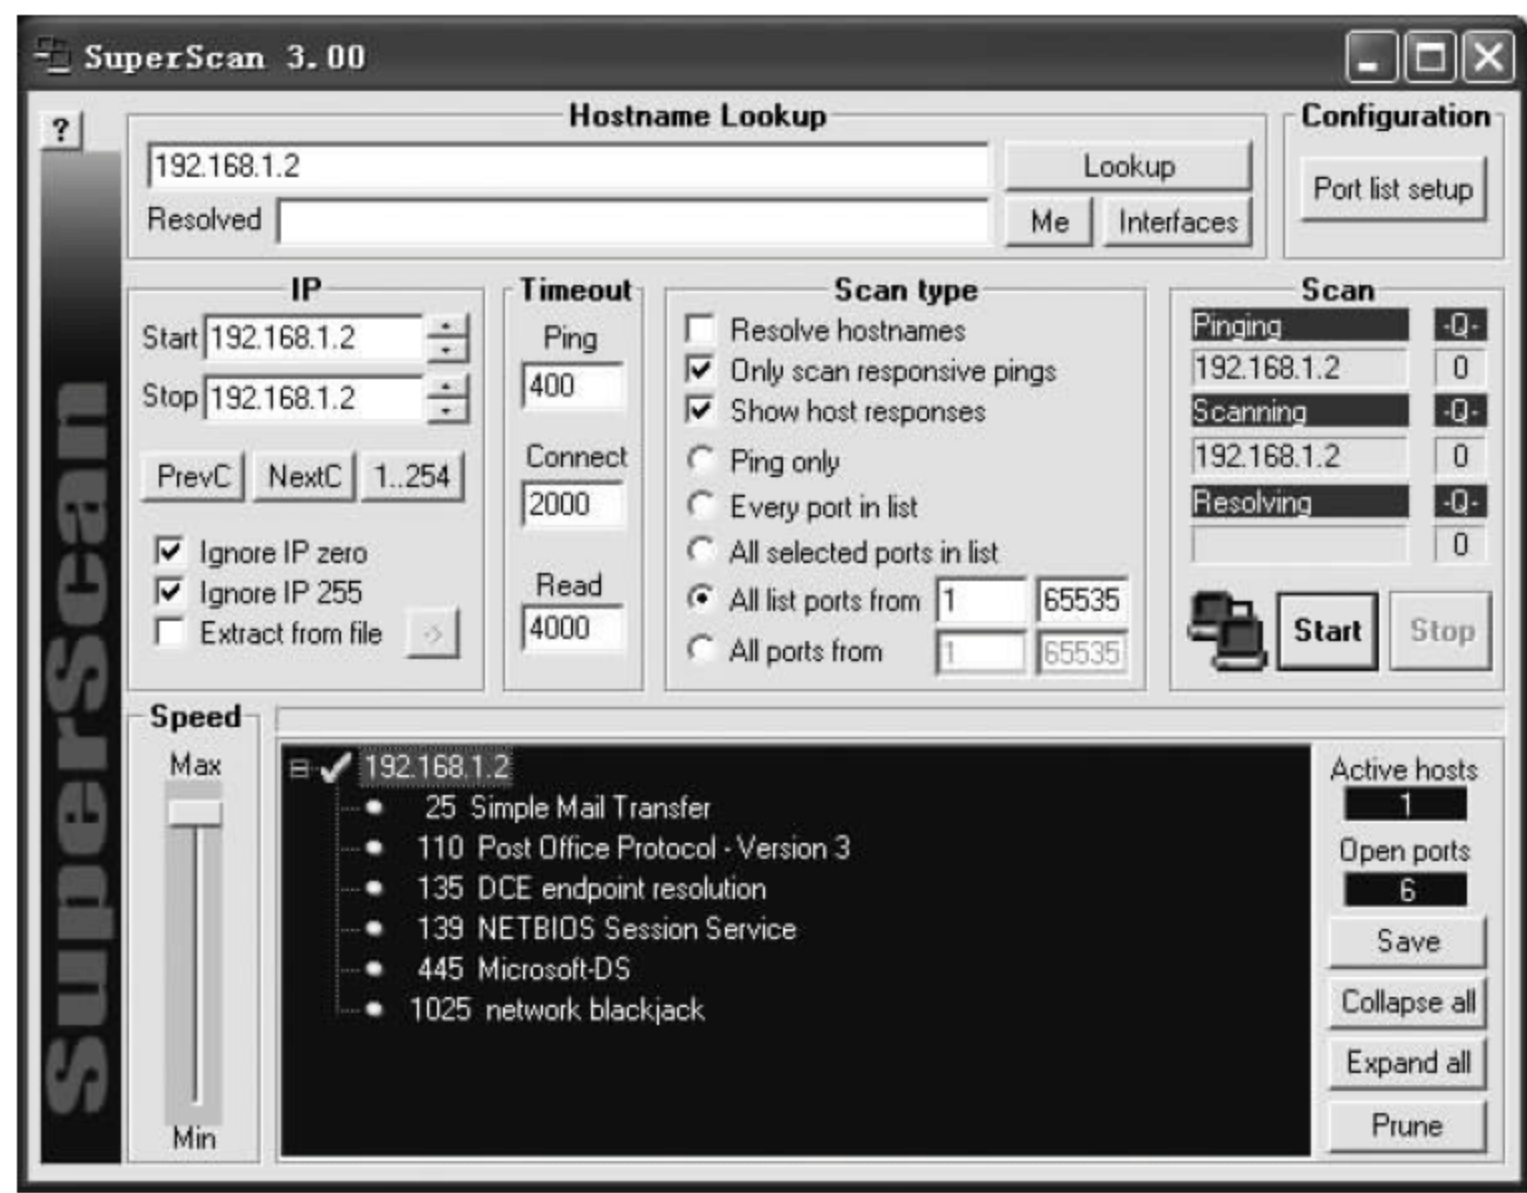 SuperScan 3.00
?
Hostname Lookup
Configuration
192.168.1.2
Lookup
Port list setup
Resolved
Me
Interfaces
IP
Timeout
Scan type
Scan
Start 192.168.1.2
Stop 192.168.1.2
PrevC
NextC
1..254
Ignore IP zero
Ignore IP 255
Extract from file
->
Ping
400
Connect
2000
Read
4000
Resolve hostnames
Only scan responsive pings
Show host responses
Ping only
Every port in list
All selected ports in list
All list ports from 1 65535
All ports from 1 65535
Pinging -Q-
192.168.1.2 0
Scanning -Q-
192.168.1.2 0
Resolving -Q-
0
Start
Stop
SuperScan
Speed
Max
Min
192.168.1.2
25 Simple Mail Transfer
110 Post Office Protocol - Version 3
135 DCE endpoint resolution
139 NETBIOS Session Service
445 Microsoft-DS
1025 network blackjack
Active hosts
1
Open ports
6
Save
Collapse all
Expand all
Prune